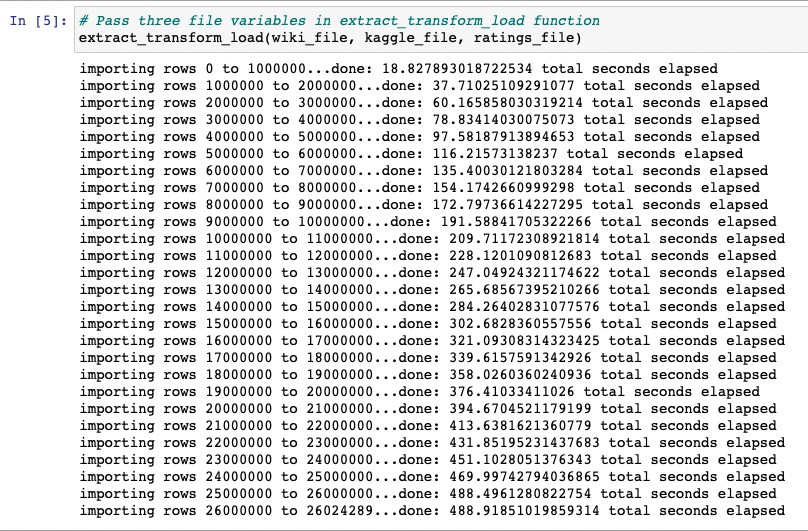 In [5]: # Pass three file variables in extract_transform_load function
extract_transform_load(wiki_file, kaggle_file, ratings_file)
importing rows 0 to 1000000...done: 18.827893018722534 total seconds elapsed
importing rows 1000000 to 2000000...done: 37.71025109291077 total seconds elapsed
importing rows 2000000 to 3000000...done: 60.165858030319214 total seconds elapsed
importing rows 3000000 to 4000000...done: 78.83414030075073 total seconds elapsed
importing rows 4000000 to 5000000...done: 97.58187913894653 total seconds elapsed
importing rows 5000000 to 6000000...done: 116.21573138237 total seconds elapsed
importing rows 6000000 to 7000000...done: 135.40030121803284 total seconds elapsed
importing rows 7000000 to 8000000...done: 154.1742660999298 total seconds elapsed
importing rows 8000000 to 9000000...done: 172.79736614227295 total seconds elapsed
importing rows 9000000 to 10000000...done: 191.58841705322266 total seconds elapsed
importing rows 10000000 to 11000000...done: 209.71172308921814 total seconds elapsed
importing rows 11000000 to 12000000...done: 228.1201090812683 total seconds elapsed
importing rows 12000000 to 13000000...done: 247.04924321174622 total seconds elapsed
importing rows 13000000 to 14000000...done: 265.68567395210266 total seconds elapsed
importing rows 14000000 to 15000000...done: 284.26402831077576 total seconds elapsed
importing rows 15000000 to 16000000...done: 302.6828360557556 total seconds elapsed
importing rows 16000000 to 17000000...done: 321.09308314323425 total seconds elapsed
importing rows 17000000 to 18000000...done: 339.6157591342926 total seconds elapsed
importing rows 18000000 to 19000000...done: 358.0260360240936 total seconds elapsed
importing rows 19000000 to 20000000...done: 376.41033411026 total seconds elapsed
importing rows 20000000 to 21000000...done: 394.6704521179199 total seconds elapsed
importing rows 21000000 to 22000000...done: 413.6381621360779 total seconds elapsed
importing rows 22000000 to 23000000...done: 431.85195231437683 total seconds elapsed
importing rows 23000000 to 24000000...done: 451.1028051376343 total seconds elapsed
importing rows 24000000 to 25000000...done: 469.99742794036865 total seconds elapsed
importing rows 25000000 to 26000000...done: 488.4961280822754 total seconds elapsed
importing rows 26000000 to 26024289...done: 488.91851019859314 total seconds elapsed